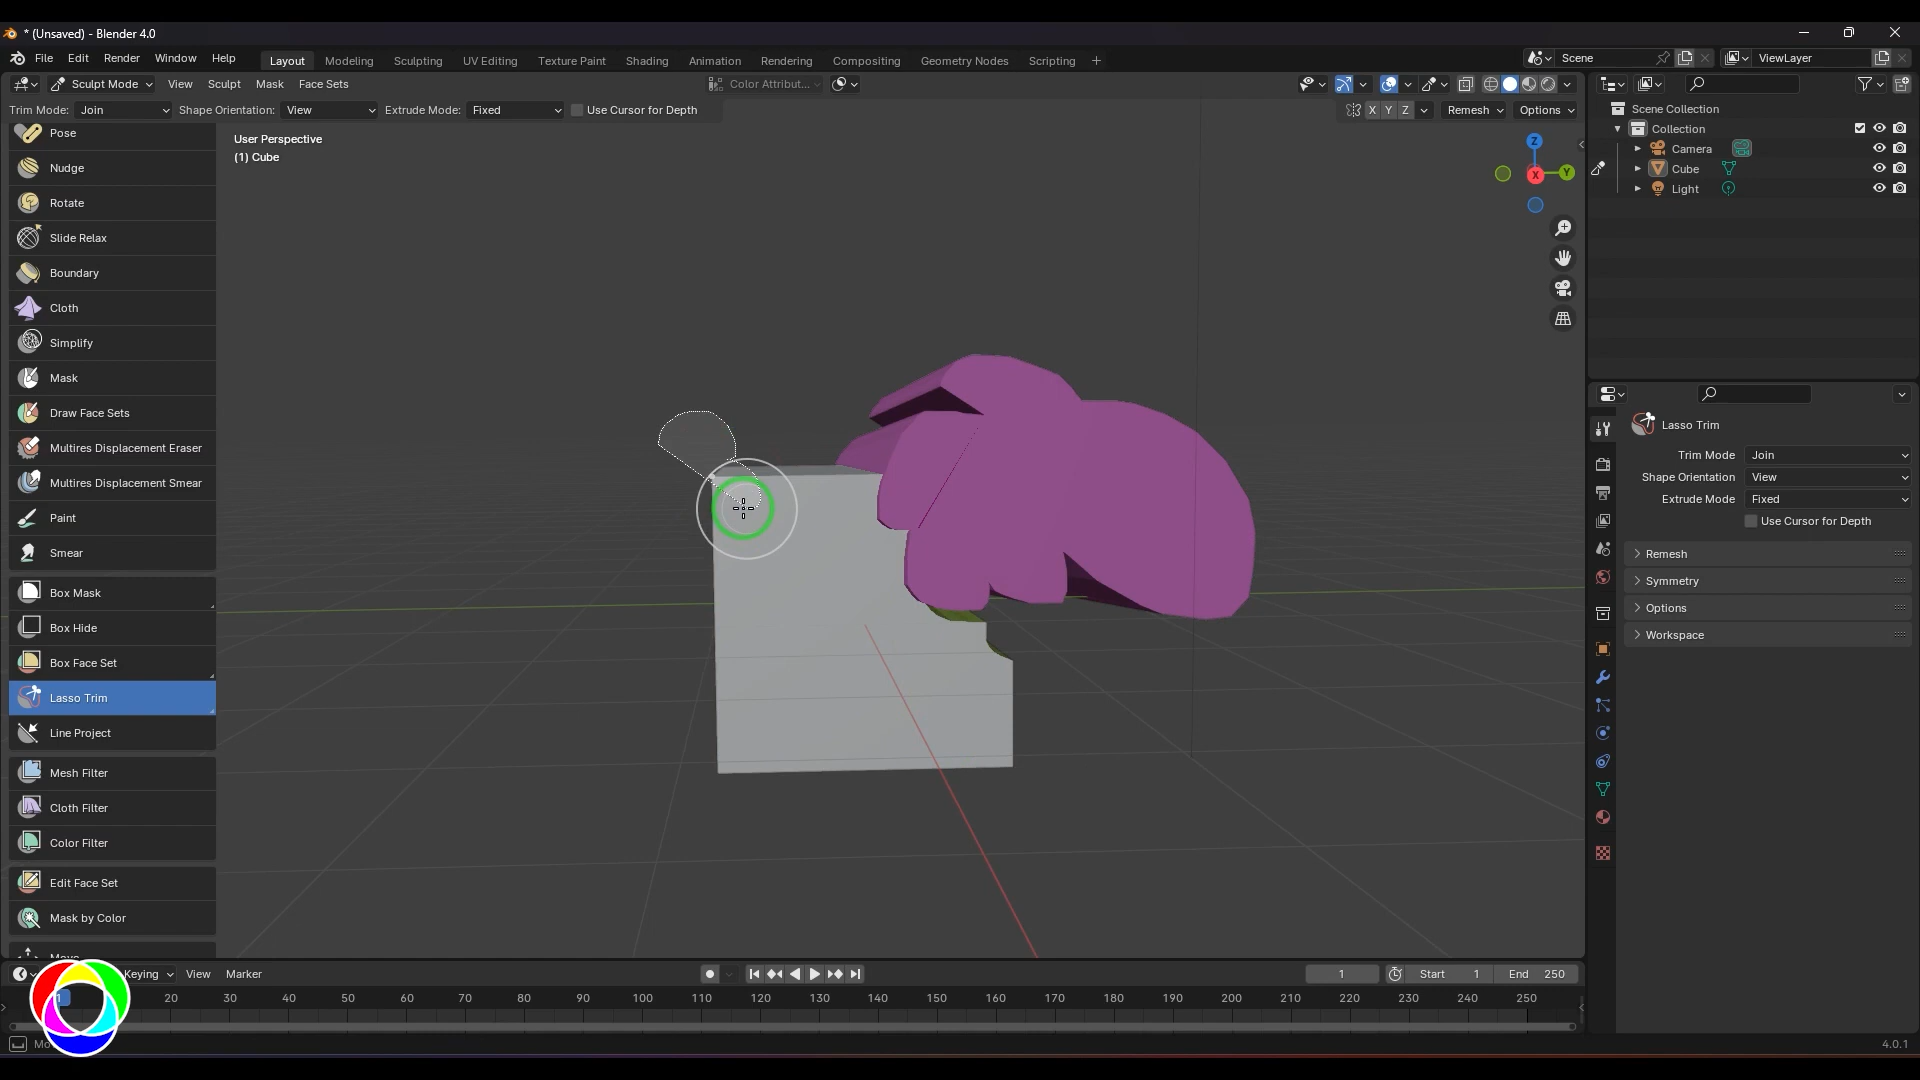 * (Unsaved) - Blender 4.0
File Edit Render Window Help Layout Modeling Sculpting UV Editing Texture Paint Shading Animation Rendering Compositing Geometry Nodes Scripting + Scene ViewLayer
Sculpt Mode View Sculpt Mask Face Sets Color Attribut...
Trim Mode: Join Shape Orientation: View Extrude Mode: Fixed Use Cursor for Depth X Y Z Remesh Options
User Perspective
(1) Cube
Z
X
Y
Pose
Nudge
Rotate
Slide Relax
Boundary
Cloth
Simplify
Mask
Draw Face Sets
Multires Displacement Eraser
Multires Displacement Smear
Paint
Smear
Box Mask
Box Hide
Box Face Set
Lasso Trim
Line Project
Mesh Filter
Cloth Filter
Color Filter
Edit Face Set
Mask by Color
Scene Collection
Collection
Camera
Cube
Light
Lasso Trim
Trim Mode Join
Shape Orientation View
Extrude Mode Fixed
Use Cursor for Depth
Remesh
Symmetry
Options
Workspace
Keying View Marker 1 Start 1 End 250
1 20 30 40 50 60 70 80 90 100 110 120 130 140 150 160 170 180 190 200 210 220 230 240 250
4.0.1